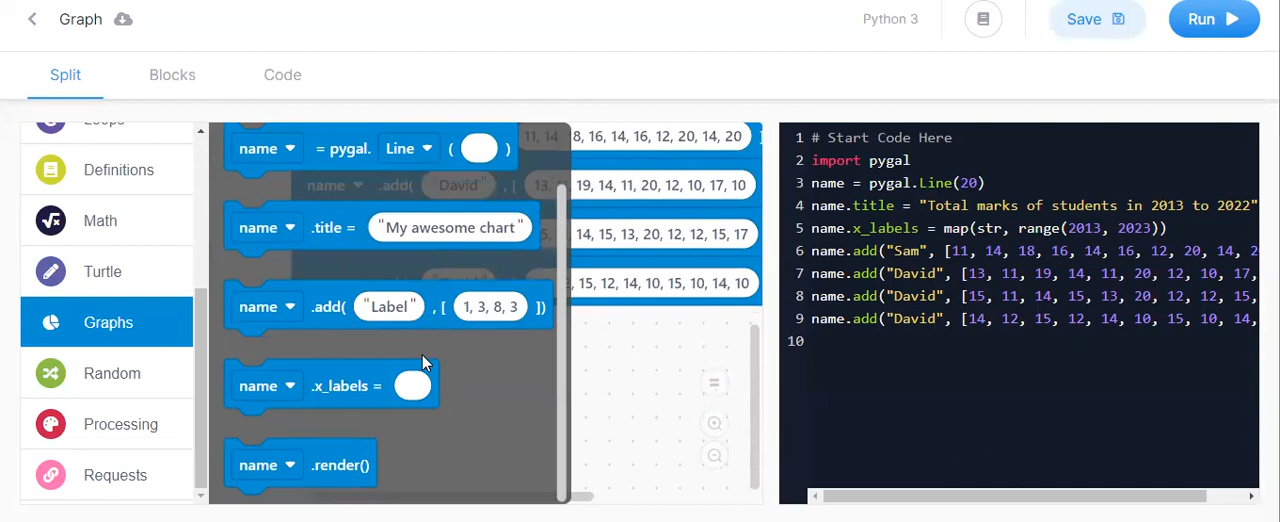 Graph
Python 3
Save
Run
Split
Blocks
Code
Loops
Definitions
Math
Turtle
Graphs
Random
Processing
Requests
name = pygal. Line ( )
name .title = "My awesome chart"
name .add( "Label" , [ 1, 3, 8, 3 ])
name .x_labels =
name .render()
11, 14, 18, 16, 14, 16, 12, 20, 14, 20 ]
name .add( "David" , [ 13, 11, 19, 14, 11, 20, 12, 10, 17, 10
14, 15, 13, 20, 12, 12, 15, 17
15, 12, 14, 10, 15, 10, 14, 10
1 # Start Code Here
2 import pygal
3 name = pygal.Line(20)
4 name.title = "Total marks of students in 2013 to 2022"
5 name.x_labels = map(str, range(2013, 2023))
6 name.add("Sam", [11, 14, 18, 16, 14, 16, 12, 20, 14, 2
7 name.add("David", [13, 11, 19, 14, 11, 20, 12, 10, 17,
8 name.add("David", [15, 11, 14, 15, 13, 20, 12, 12, 15,
9 name.add("David", [14, 12, 15, 12, 14, 10, 15, 10, 14,
10